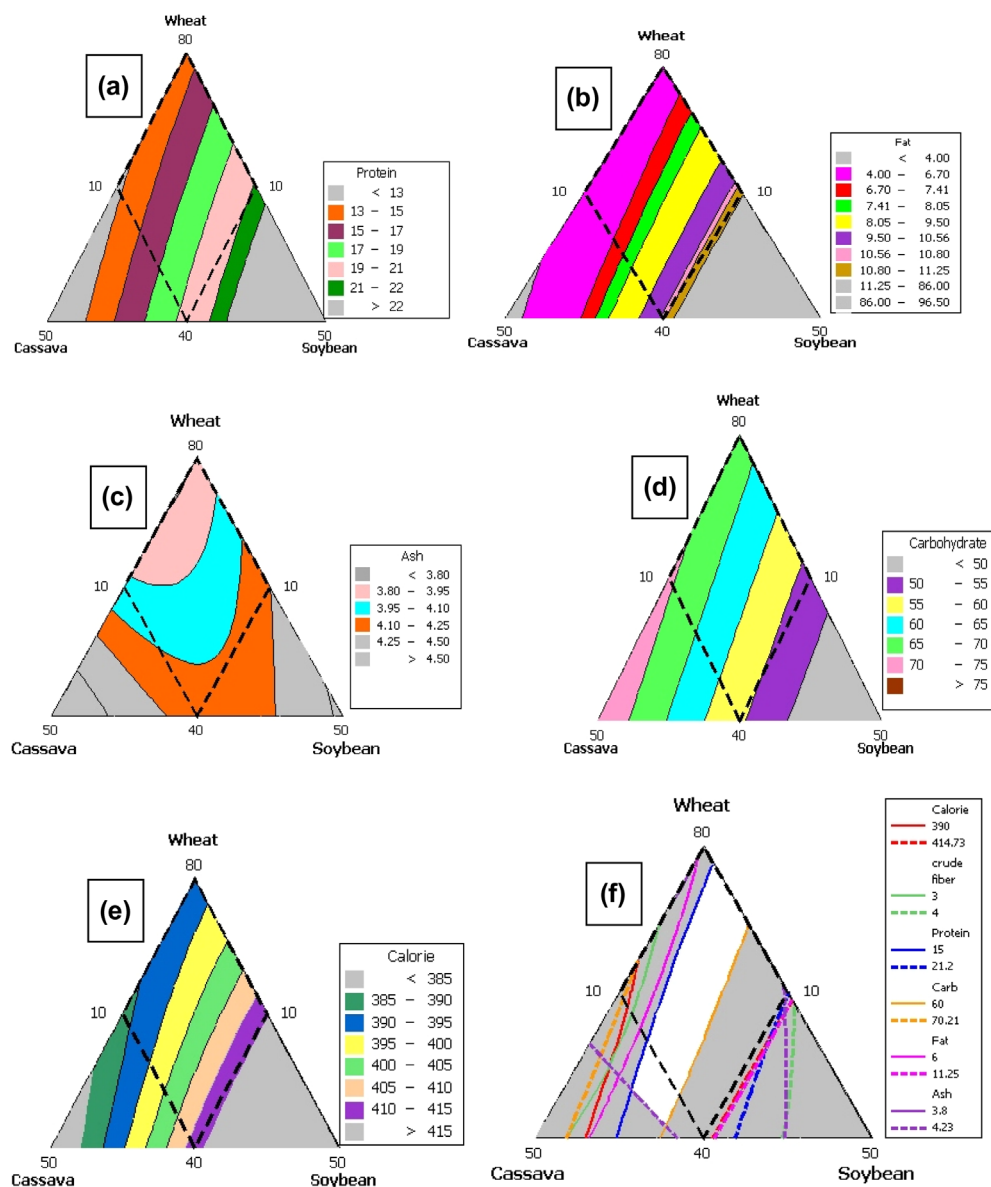 Wheat
80
(a)
10
10
50
40
50
Cassava
Soybean
Protein
< 13
13 – 15
15 – 17
17 – 19
19 – 21
21 – 22
> 22
Wheat
80
(b)
10
10
50
40
50
Cassava
Soybean
Fat
< 4.00
4.00 – 6.70
6.70 – 7.41
7.41 – 8.05
8.05 – 9.50
9.50 – 10.56
10.56 – 10.80
10.80 – 11.25
11.25 – 86.00
86.00 – 96.50
Wheat
80
(c)
10
10
50
40
50
Cassava
Soybean
Ash
< 3.80
3.80 – 3.95
3.95 – 4.10
4.10 – 4.25
4.25 – 4.50
> 4.50
Wheat
80
(d)
10
10
50
40
50
Cassava
Soybean
Carbohydrate
< 50
50 – 55
55 – 60
60 – 65
65 – 70
70 – 75
> 75
Wheat
80
(e)
10
10
50
40
50
Cassava
Soybean
Calorie
< 385
385 – 390
390 – 395
395 – 400
400 – 405
405 – 410
410 – 415
> 415
Wheat
80
(f)
10
10
50
40
50
Cassava
Soybean
Calorie
390
414.73
crude
fiber
3
4
Protein
15
21.2
Carb
60
70.21
Fat
6
11.25
Ash
3.8
4.23